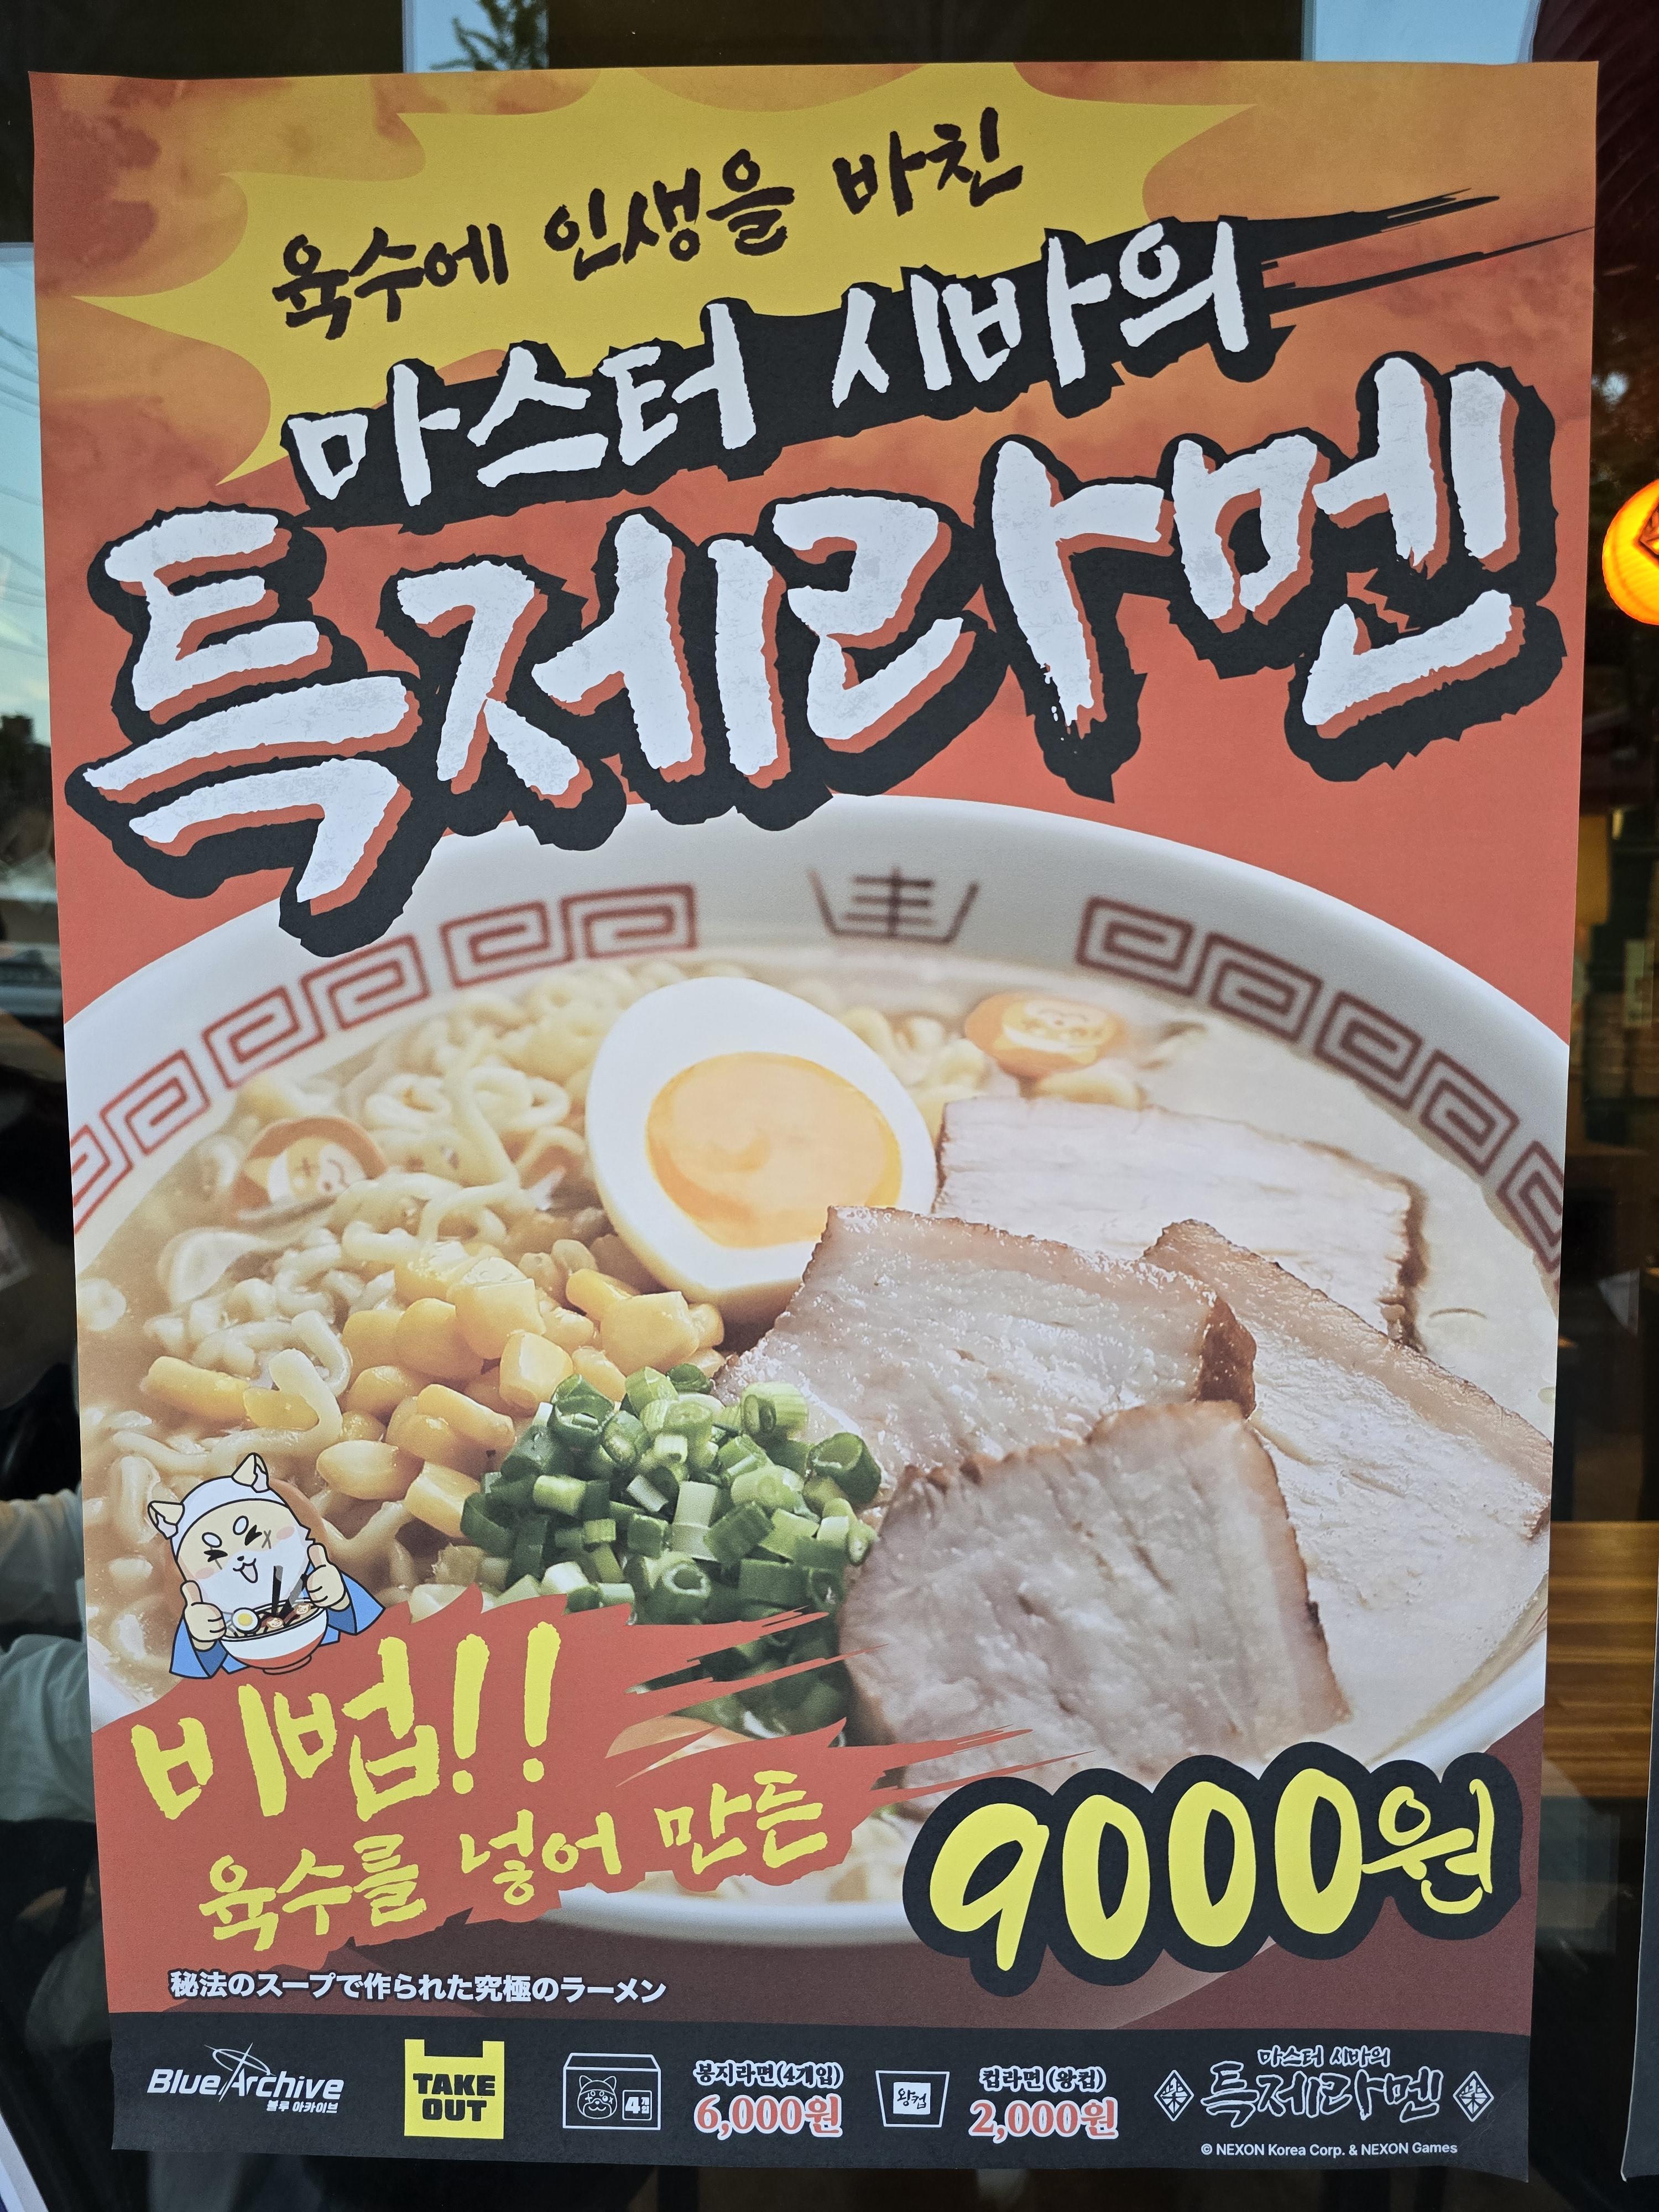 육수에 인생을 바친
마스터 시바의
특제라멘
비법!!
육수를 넣어 만든
9000원
秘法のスープで作られた究極のラーメン
Blue Archive
블루 아카이브
TAKE
OUT
4개입
봉지라면(4개입)
6,000원
왕컵
컵라면 (왕컵)
2,000원
마스터 시바의
柴 특제라멘 柴
© NEXON Korea Corp. & NEXON Games